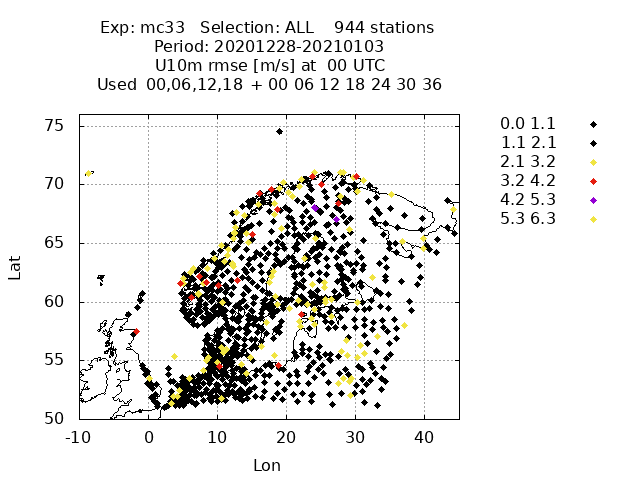 Exp: mc33   Selection: ALL    944 stations
Period: 20201228-20210103
U10m rmse [m/s] at  00 UTC
Used  00,06,12,18  + 00 06 12 18 24 30 36
0.0 1.1
1.1 2.1
2.1 3.2
3.2 4.2
4.2 5.3
5.3 6.3
75
70
65
60
55
50
Lat
-10 0 10 20 30 40
Lon